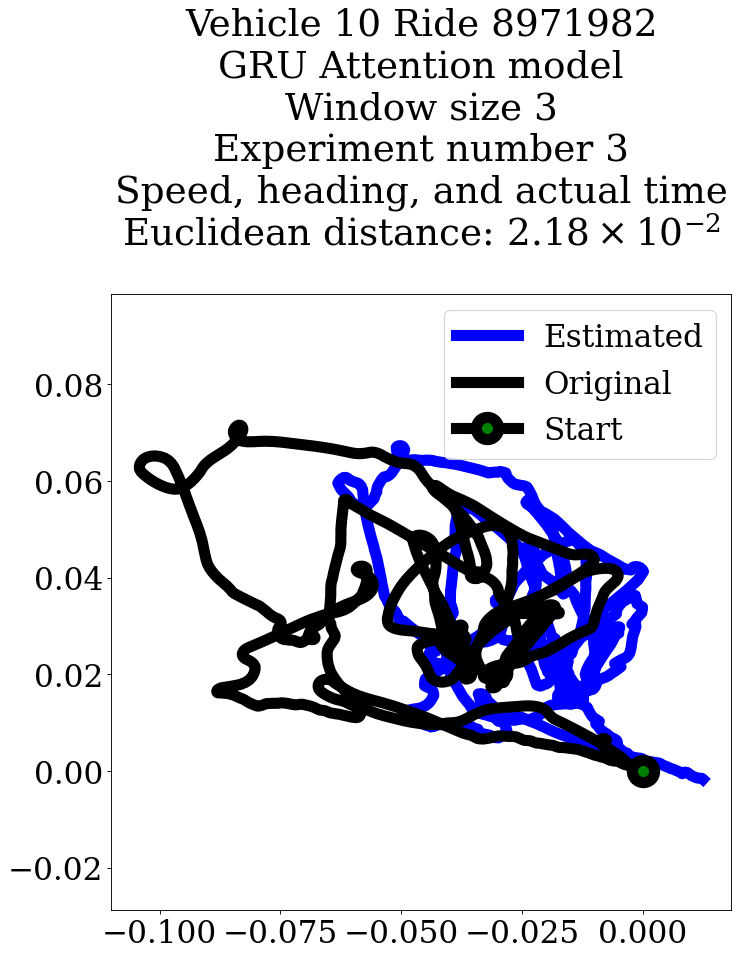 Vehicle 10 Ride 8971982
GRU Attention model
Window size 3
Experiment number 3
Speed, heading, and actual time
Euclidean distance: 2.18 × 10⁻²
Estimated
Original
Start
0.08
0.06
0.04
0.02
0.00
−0.02
−0.100 −0.075 −0.050 −0.025 0.000